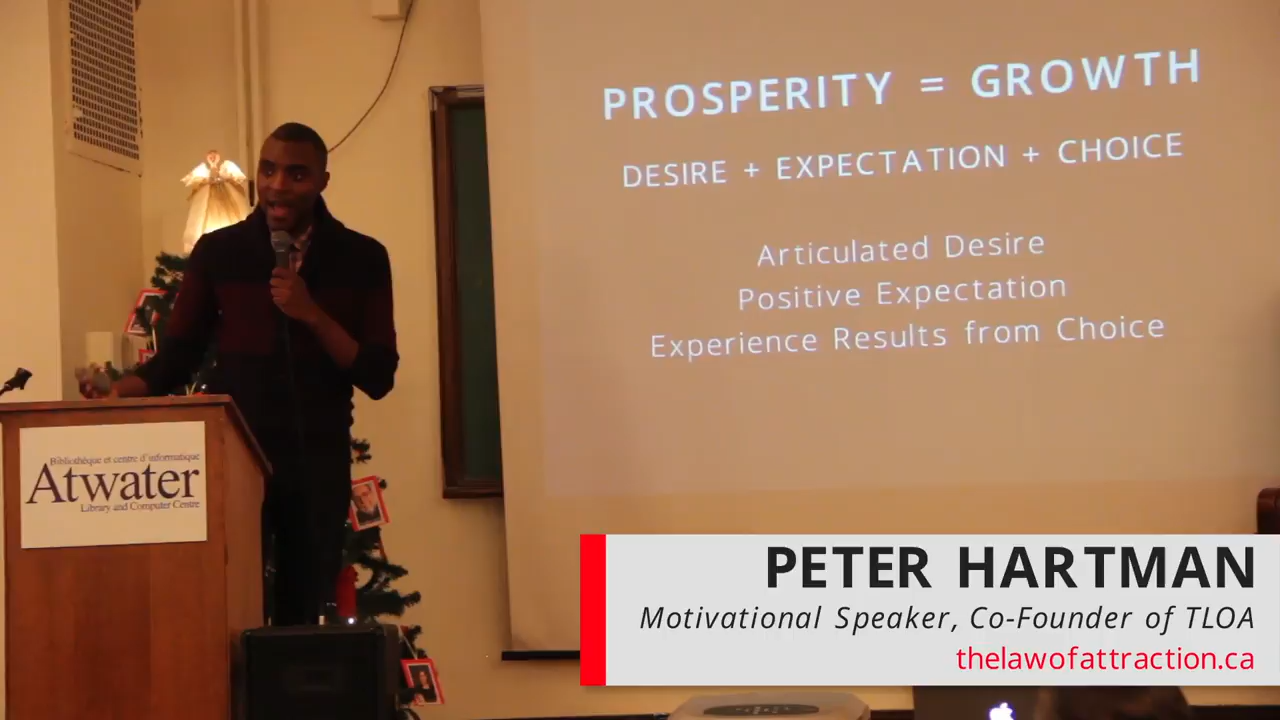 PROSPERITY = GROWTH
DESIRE + EXPECTATION + CHOICE
Articulated Desire
Positive Expectation
Experience Results from Choice
Bibliothèque et centre d'informatique
Atwater
Library and Computer Centre
PETER HARTMAN
Motivational Speaker, Co-Founder of TLOA
thelawofattraction.ca